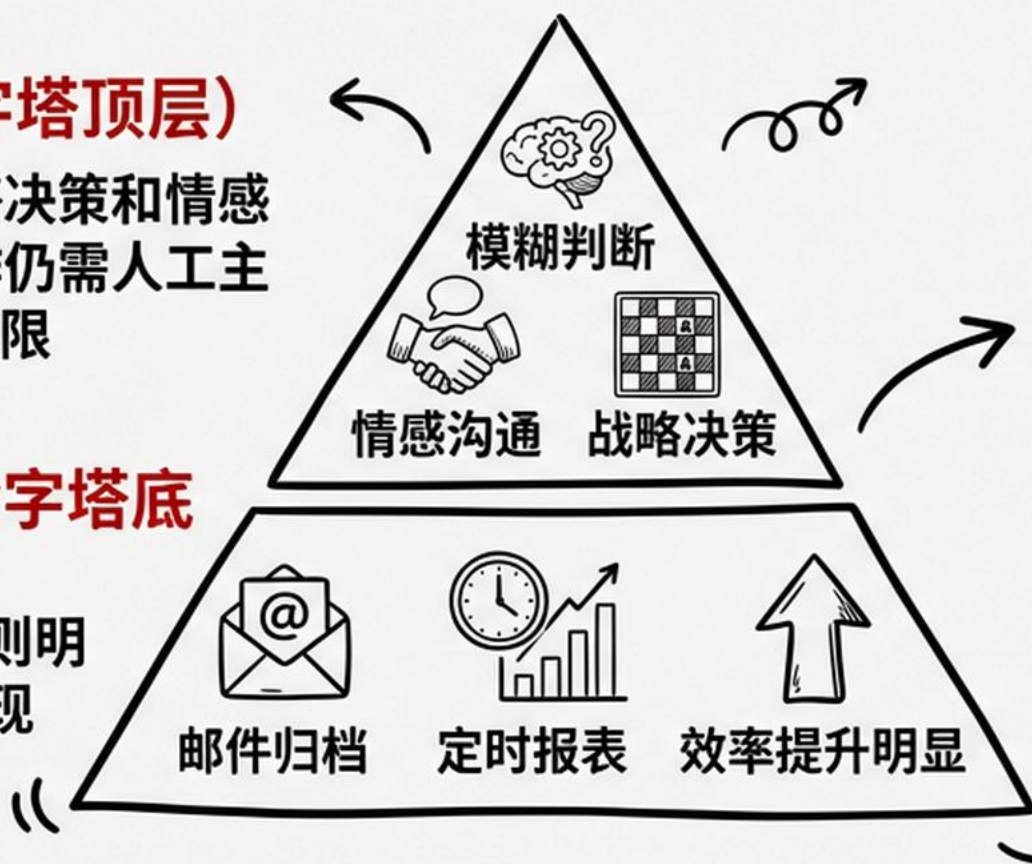 字塔顶层）
决策和情感
仍需人工主
限
模糊判断
情感沟通 战略决策
字塔底
则明
现
@
邮件归档 定时报表 效率提升明显